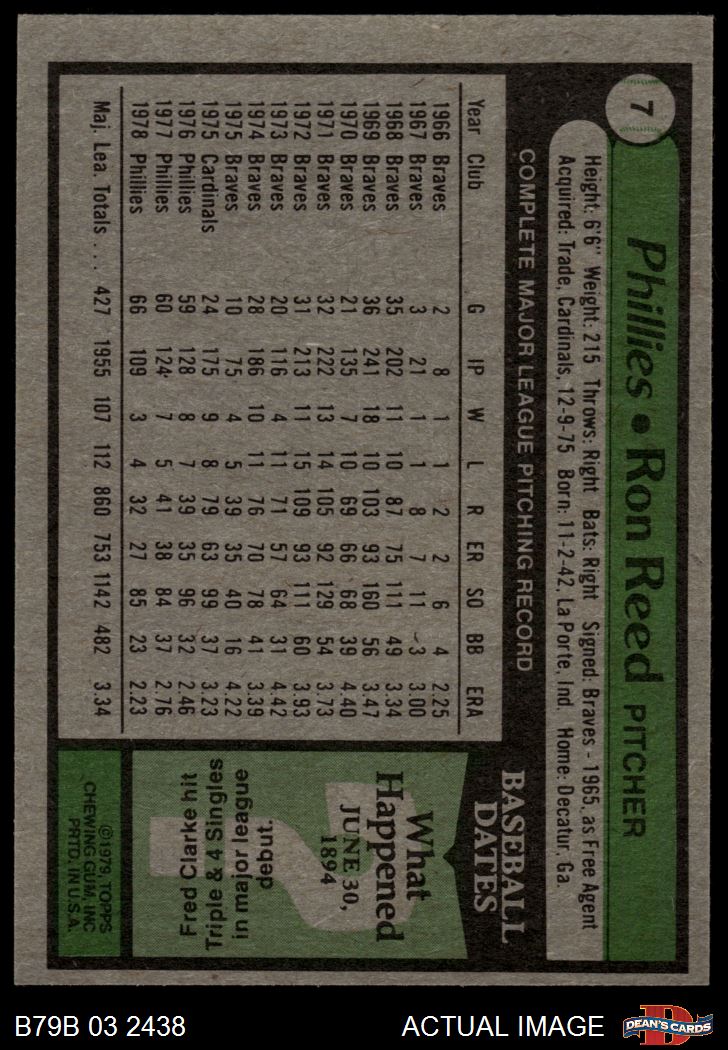 7
Phillies • Ron Reed PITCHER
Height: 6'6" Weight: 215 Throws: Right Bats: Right Signed: Braves - 1965, as Free Agent
Acquired: Trade, Cardinals, 12-9-75 Born: 11-2-42, La Porte, Ind. Home: Decatur, Ga.
COMPLETE MAJOR LEAGUE PITCHING RECORD
Year Club G IP W L R ER SO BB ERA
1966 Braves 2 8 1 1 2 2 6 4 2.25
1967 Braves 3 21 1 1 8 7 11 3 3.00
1968 Braves 35 202 11 10 87 75 111 49 3.34
1969 Braves 36 241 18 10 103 93 160 56 3.47
1970 Braves 21 135 7 10 69 66 68 39 4.40
1971 Braves 32 222 13 14 105 92 129 54 3.73
1972 Braves 31 213 11 15 109 93 111 60 3.93
1973 Braves 20 116 4 11 71 57 64 31 4.42
1974 Braves 28 186 10 11 76 70 78 41 3.39
1975 Braves 10 75 4 5 39 35 40 16 4.22
1975 Cardinals 24 175 9 8 79 63 99 37 3.23
1976 Phillies 59 128 8 7 39 35 96 32 2.46
1977 Phillies 60 124 7 5 41 38 84 37 2.76
1978 Phillies 66 109 3 4 32 27 85 23 2.23
Maj. Lea. Totals . . . 427 1955 107 112 860 753 1142 482 3.34
BASEBALL
DATES
What
Happened
JUNE 30,
1894
Fred Clarke hit
Triple & 4 Singles
in major league
debut.
©1979, TOPPS
CHEWING GUM, INC
PRTD. IN U.S.A.
B79B 03 2438
ACTUAL IMAGE
D
DEAN'S CARDS